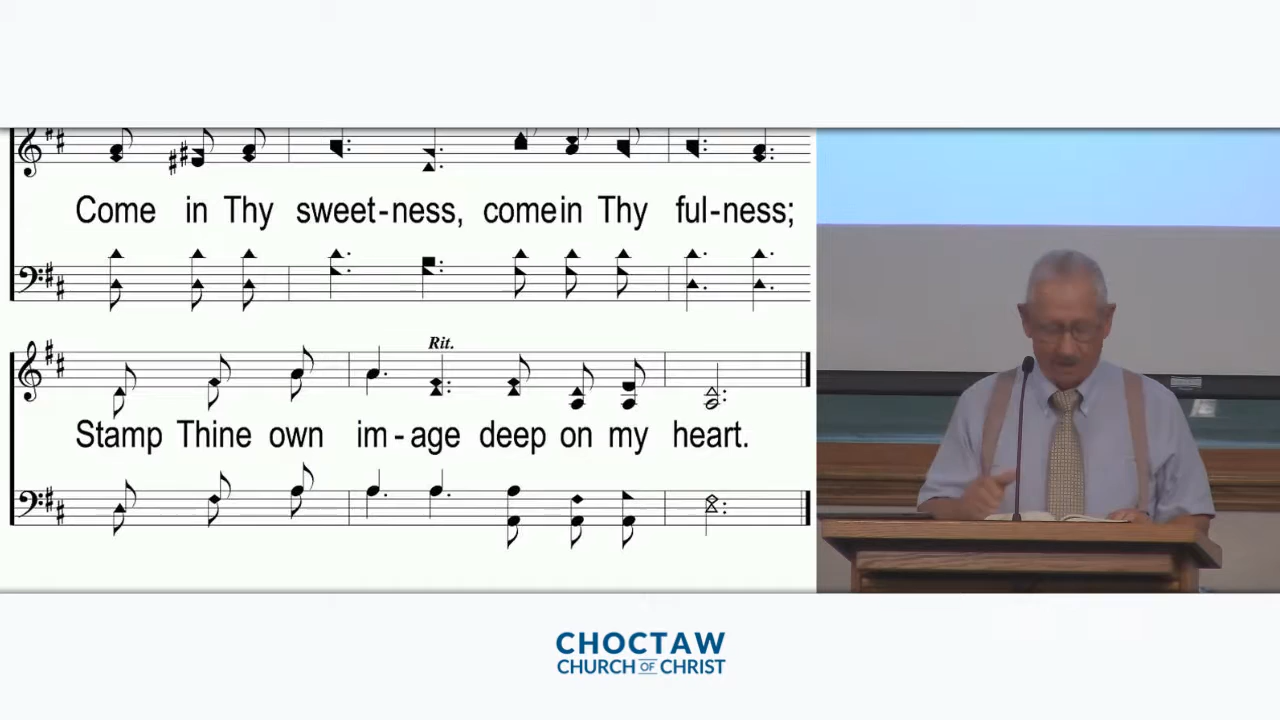 Come in Thy sweet-ness, comein Thy ful-ness;
Rit.
Stamp Thine own im-age deep on my heart.
CHOCTAW
CHURCH OF CHRIST